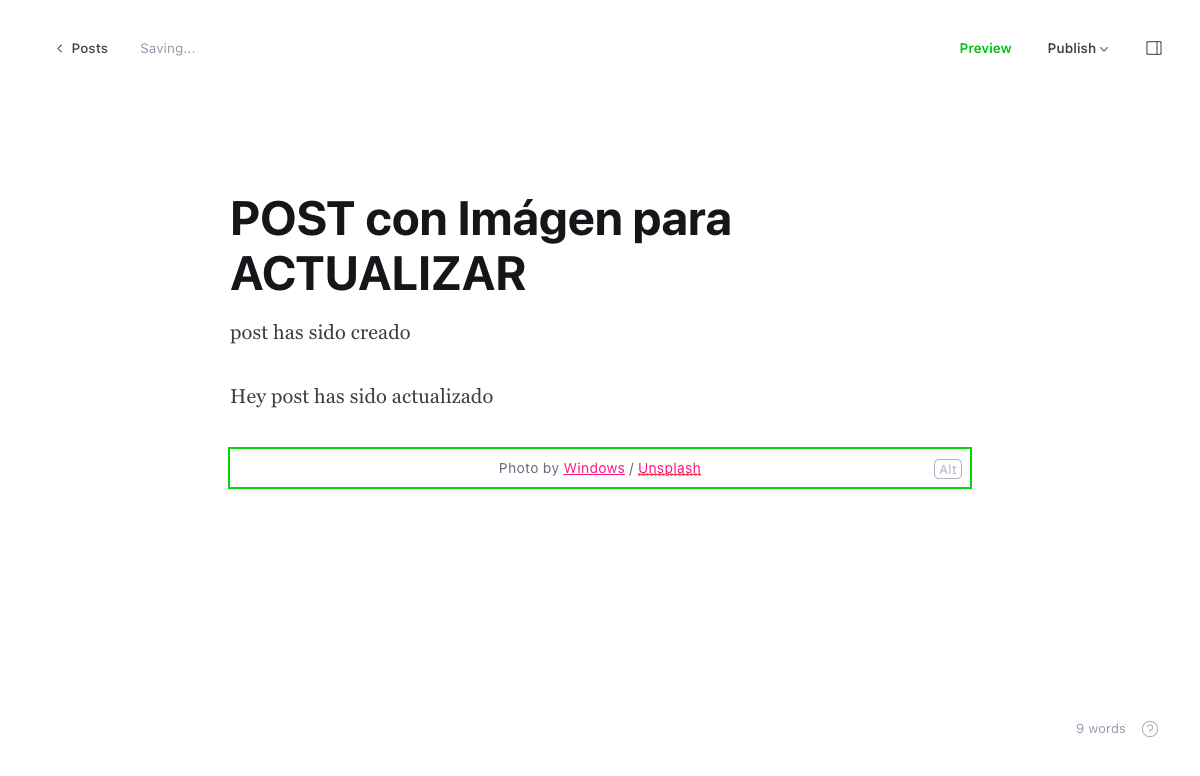 Posts
Saving...
Preview
Publish
POST con Imágen para
ACTUALIZAR
post has sido creado
Hey post has sido actualizado
Photo by Windows / Unsplash
Alt
9 words
?